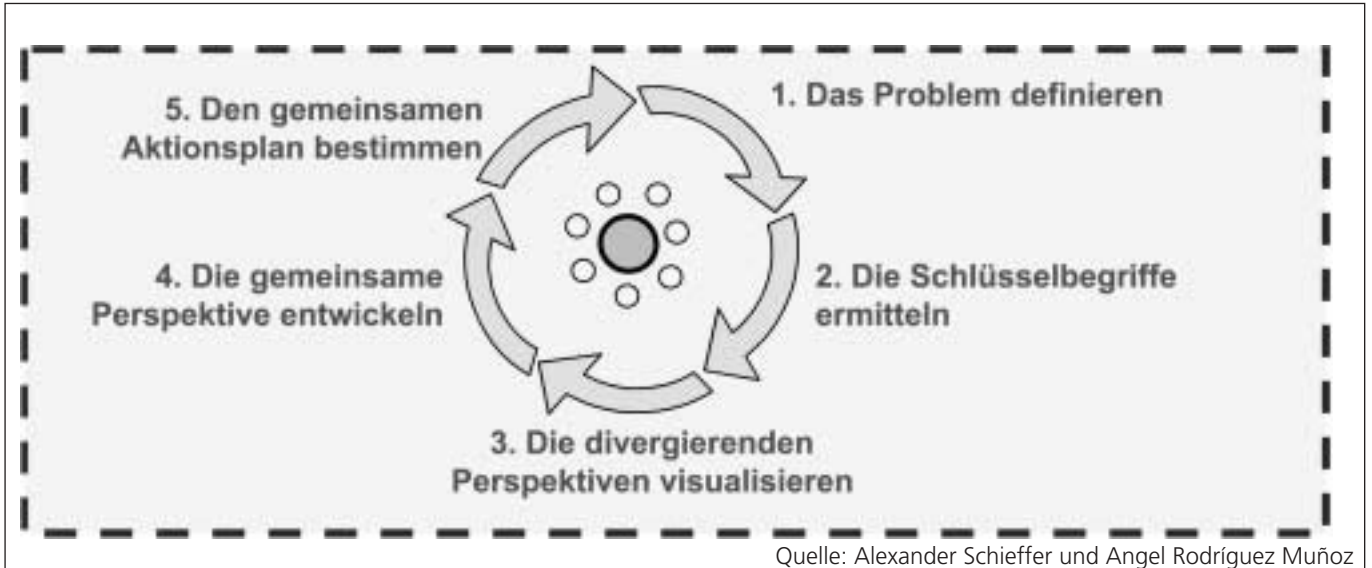 1. Das Problem definieren
2. Die Schlüsselbegriffe
ermitteln
3. Die divergierenden
Perspektiven visualisieren
4. Die gemeinsame
Perspektive entwickeln
5. Den gemeinsamen
Aktionsplan bestimmen
Quelle: Alexander Schieffer und Angel Rodríguez Muñoz